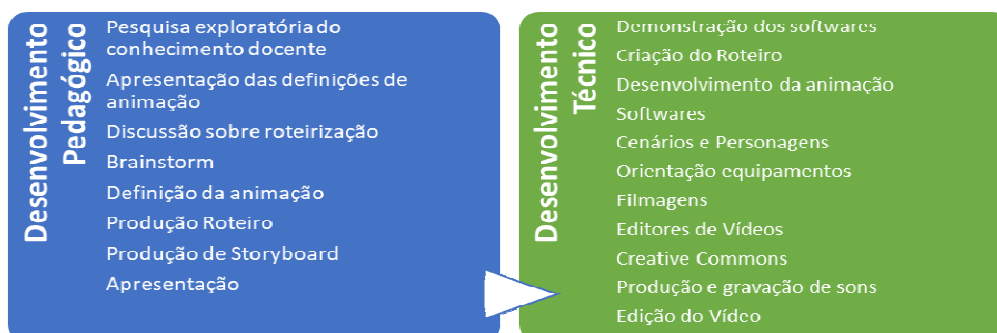 Desenvolvimento
Pedagógico
Pesquisa exploratória do
conhecimento docente
Apresentação das definições de
animação
Discussão sobre roteirização
Brainstorm
Definição da animação
Produção Roteiro
Produção de Storyboard
Apresentação
Desenvolvimento
Técnico
Demonstração dos softwares
Criação do Roteiro
Desenvolvimento da animação
Softwares
Cenários e Personagens
Orientação equipamentos
Filmagens
Editores de Vídeos
Creative Commons
Produção e gravação de sons
Edição do Vídeo